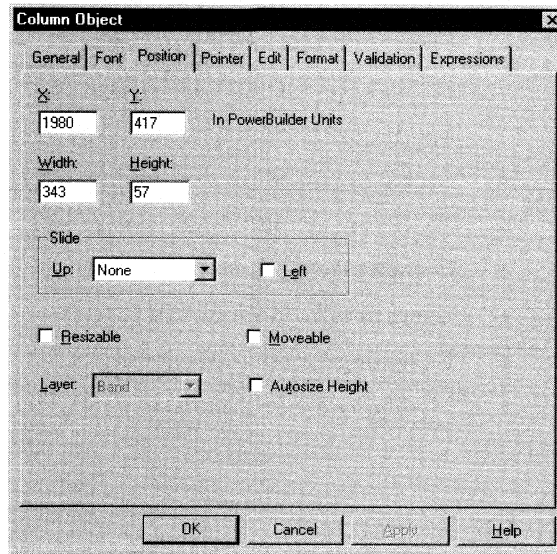 Column Object
General Font Position Pointer Edit Format Validation Expressions
X: Y:
1980 417 In PowerBuilder Units
Width: Height:
343 57
Slide
Up: None Left
Resizable Moveable
Layer: Band Autosize Height
OK Cancel Apply Help